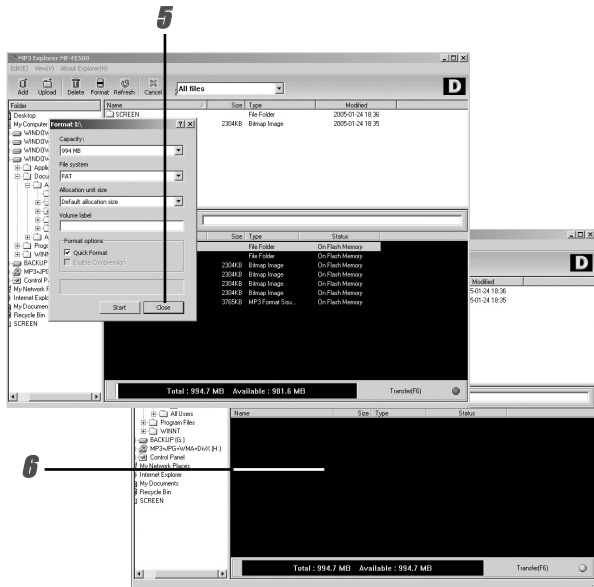 5
MP3 Explorer MF-FE500
Edit(E) View(V) About Explorer(H)
Add Upload Delete Format Refresh Cancel All files
D
Folder Name Size Type Modified
Desktop SCREEN File Folder 2005-01-24 18:36
My Computer 2304KB Bitmap Image 2005-01-24 18:35
Format I:\
Capacity:
994 MB
File system
FAT
Allocation unit size
Default allocation size
Volume label
Format options
Quick Format
Enable Compression
Start Close
WINDOW
WINDOW
WINDOW
WINDOW
Applic
Docu
A
A
Progr
WINN
BACKUP
MP3+JPG
Control P
My Network P
Internet Explo
My Documen
Recycle Bin
SCREEN
Size Type Status
File Folder On Flash Memory
File Folder On Flash Memory
2304KB Bitmap Image On Flash Memory
2304KB Bitmap Image On Flash Memory
2304KB Bitmap Image On Flash Memory
2304KB Bitmap Image On Flash Memory
3765KB MP3 Format Sou... On Flash Memory
Total : 994.7 MB Available : 981.6 MB Transfer(F6)
D
Modified
5-01-24 18:36
5-01-24 18:35
6
All Users
Program Files
WINNT
BACKUP (G:)
MP3+JPG+WMA+DivX (H:)
Control Panel
My Network Places
Internet Explorer
My Documents
Recycle Bin
SCREEN
Name Size Type Status
Total : 994.7 MB Available : 994.7 MB Transfer(F6)